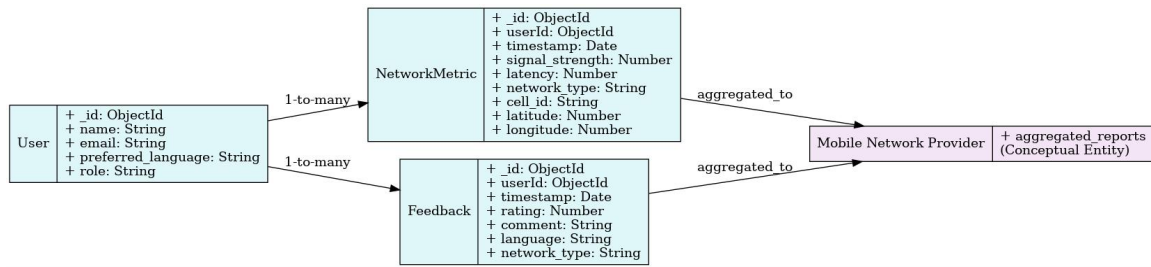 User
+ _id: ObjectId
+ name: String
+ email: String
+ preferred_language: String
+ role: String
1-to-many
1-to-many
NetworkMetric
+ _id: ObjectId
+ userId: ObjectId
+ timestamp: Date
+ signal_strength: Number
+ latency: Number
+ network_type: String
+ cell_id: String
+ latitude: Number
+ longitude: Number
Feedback
+ _id: ObjectId
+ userId: ObjectId
+ timestamp: Date
+ rating: Number
+ comment: String
+ language: String
+ network_type: String
aggregated_to
aggregated_to
Mobile Network Provider
+ aggregated_reports
(Conceptual Entity)